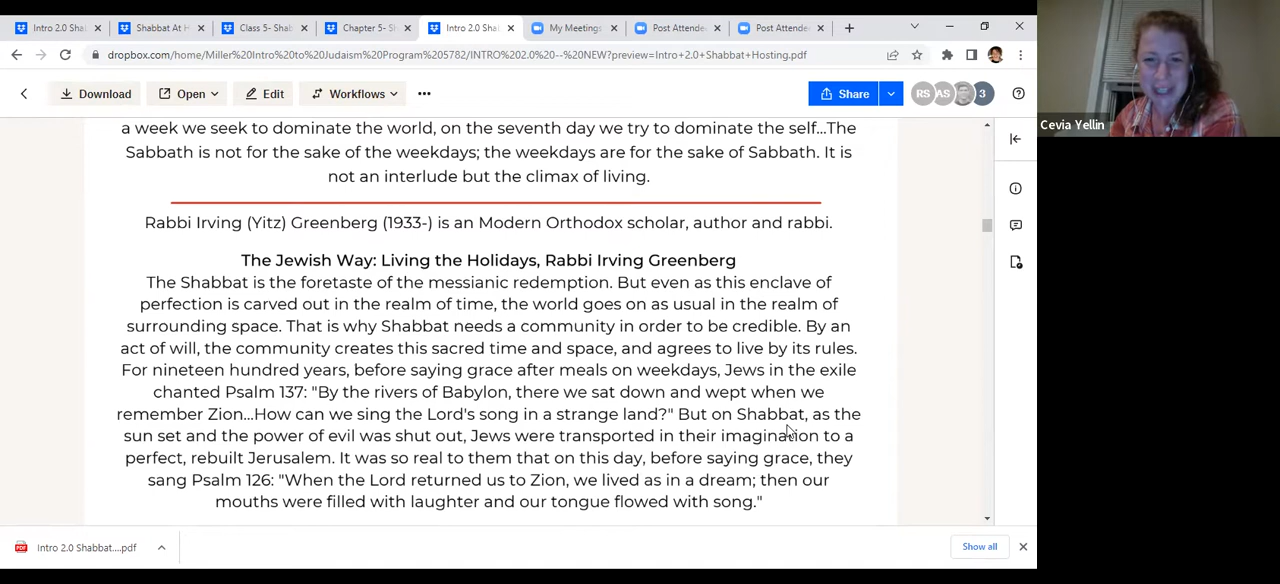 Intro 2.0 Sha
Shabbat At H
Class 5- Shab
Chapter 5- S
Intro 2.0 Sha
My Meetings
Post Attende
Post Attende
dropbox.com/home/Miller%20Intro%20to%20Judaism%20Program%205782/INTRO%202.0%20--%20NEW?preview=Intro+2.0+Shabbat+Hosting.pdf
Download
Open
Edit
Workflows
Share
RS
AS
3
a week we seek to dominate the world, on the seventh day we try to dominate the self...The
Sabbath is not for the sake of the weekdays; the weekdays are for the sake of Sabbath. It is
not an interlude but the climax of living.
Rabbi Irving (Yitz) Greenberg (1933-) is an Modern Orthodox scholar, author and rabbi.
The Jewish Way: Living the Holidays, Rabbi Irving Greenberg
The Shabbat is the foretaste of the messianic redemption. But even as this enclave of
perfection is carved out in the realm of time, the world goes on as usual in the realm of
surrounding space. That is why Shabbat needs a community in order to be credible. By an
act of will, the community creates this sacred time and space, and agrees to live by its rules.
For nineteen hundred years, before saying grace after meals on weekdays, Jews in the exile
chanted Psalm 137: "By the rivers of Babylon, there we sat down and wept when we
remember Zion...How can we sing the Lord's song in a strange land?" But on Shabbat, as the
sun set and the power of evil was shut out, Jews were transported in their imagination to a
perfect, rebuilt Jerusalem. It was so real to them that on this day, before saying grace, they
sang Psalm 126: "When the Lord returned us to Zion, we lived as in a dream; then our
mouths were filled with laughter and our tongue flowed with song."
Cevia Yellin
PDF
Intro 2.0 Shabbat....pdf
Show all